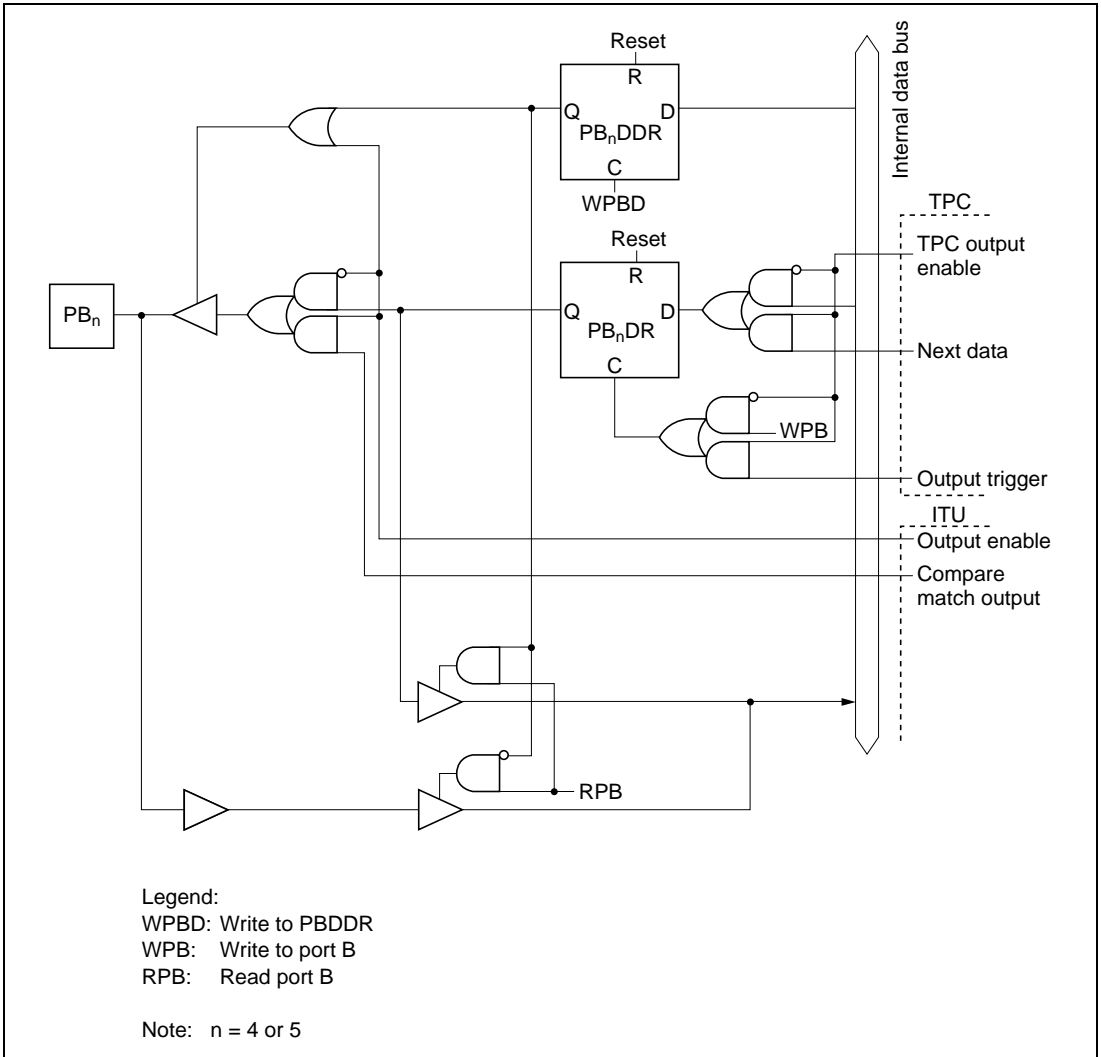 Reset
R
Q
D
PBnDDR
C
WPBD
Internal data bus
TPC
Reset
R
TPC output
enable
PBn
Q
D
PBnDR
C
Next data
WPB
Output trigger
ITU
Output enable
Compare
match output
RPB
Legend:
WPBD: Write to PBDDR
WPB: Write to port B
RPB: Read port B
Note: n = 4 or 5